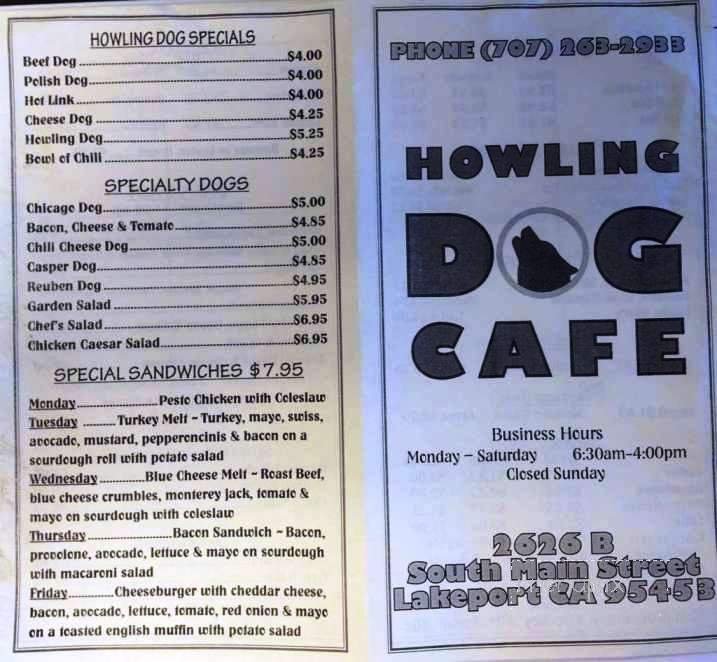 HOWLING DOG SPECIALS
Beef Dog ........ $4.00
Polish Dog ........ $4.00
Hot Link ........ $4.00
Cheese Dog ........ $4.25
Howling Dog ........ $5.25
Bowl of Chili ........ $4.25
SPECIALTY DOGS
Chicago Dog ........ $5.00
Bacon, Cheese & Tomato ........ $4.85
Chili Cheese Dog ........ $5.00
Casper Dog ........ $4.85
Reuben Dog ........ $4.95
Garden Salad ........ $5.95
Chef's Salad ........ $6.95
Chicken Caesar Salad ........ $6.95
SPECIAL SANDWICHES $7.95
Monday ........ Pesto Chicken with Coleslaw
Tuesday ........ Turkey Melt ~ Turkey, mayo, swiss,
avocado, mustard, pepperoncinis & bacon on a
sourdough roll with potato salad
Wednesday ........ Blue Cheese Melt ~ Roast Beef,
blue cheese crumbles, monterey jack, tomato &
mayo on sourdough with coleslaw
Thursday ........ Bacon Sandwich ~ Bacon,
provolone, avocado, lettuce & mayo on sourdough
with macaroni salad
Friday ........ Cheeseburger with cheddar cheese,
bacon, avocado, lettuce, tomato, red onion & mayo
on a toasted english muffin with potato salad
PHONE (707) 263-2933
HOWLING
DOG
CAFE
Business Hours
Monday – Saturday 6:30am–4:00pm
Closed Sunday
2626 B
South Main Street
Lakeport CA 95453